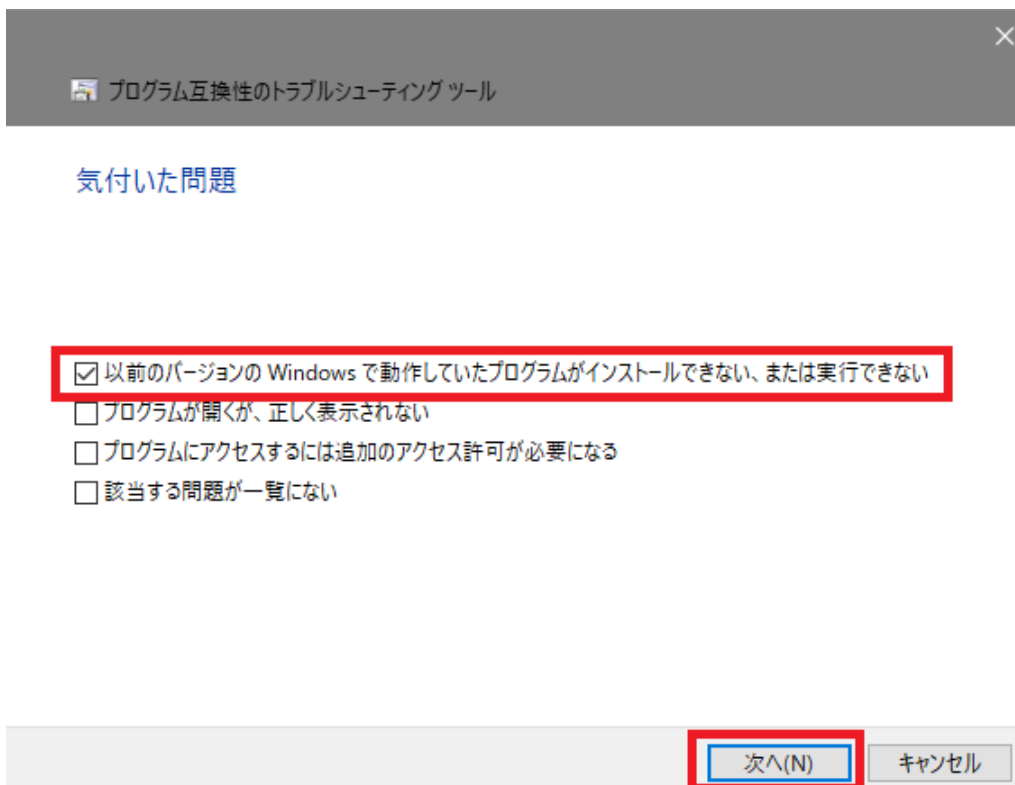 プログラム互換性のトラブルシューティング ツール
気付いた問題
以前のバージョンの Windows で動作していたプログラムがインストールできない、または実行できない
プログラムが開くが、正しく表示されない
プログラムにアクセスするには追加のアクセス許可が必要になる
該当する問題が一覧にない
次へ(N)
キャンセル